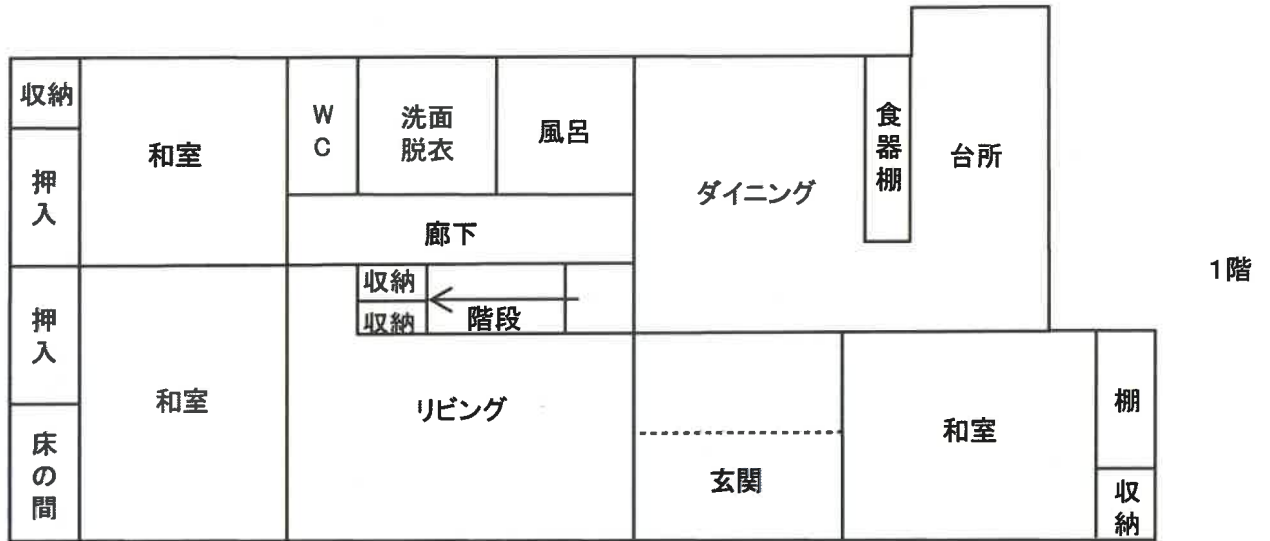 収納
押入
和室
WC
洗面
脱衣
風呂
ダイニング
食器棚
台所
廊下
1階
押入
床の間
和室
収納
収納
階段
リビング
玄関
和室
棚
収納